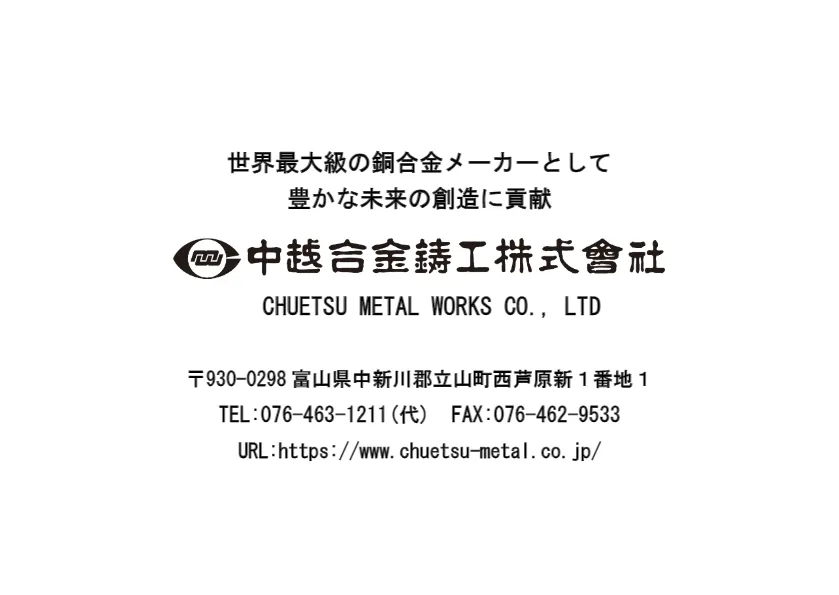 世界最大級の銅合金メーカーとして
豊かな未来の創造に貢献
中越合金鋳工株式會社
CHUETSU METAL WORKS CO., LTD
〒930-0298 富山県中新川郡立山町西芦原新１番地１
TEL:076-463-1211(代) FAX:076-462-9533
URL:https://www.chuetsu-metal.co.jp/